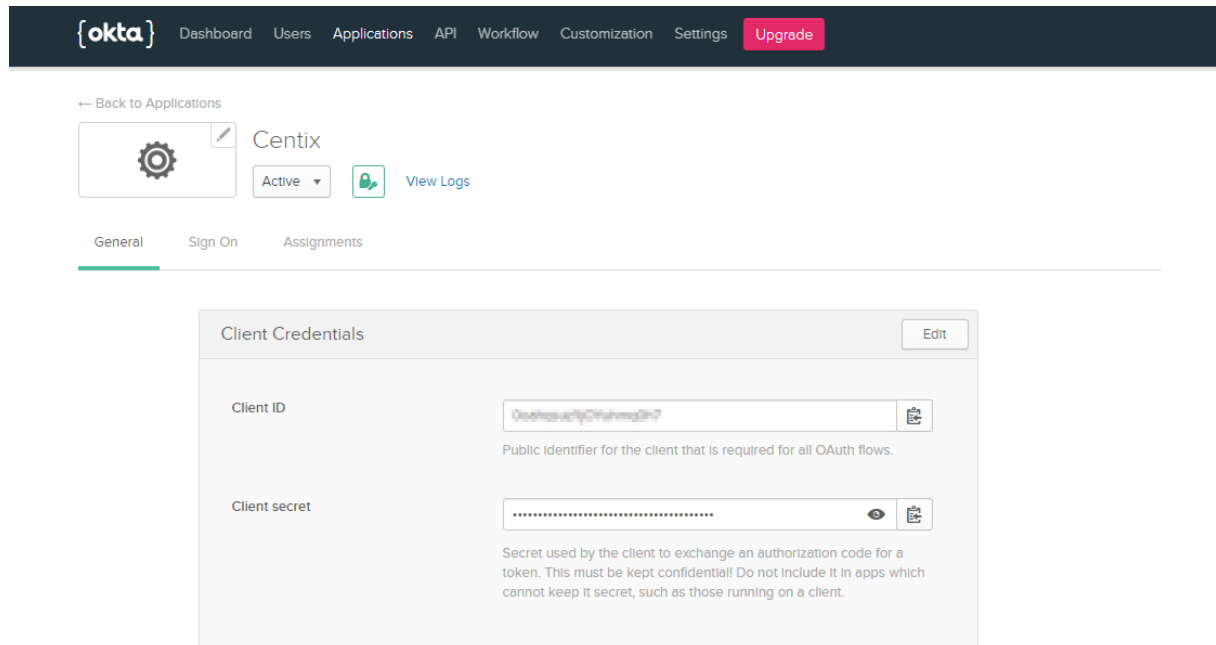 {okta} Dashboard Users Applications API Workflow Customization Settings Upgrade
← Back to Applications
Centix
Active View Logs
General Sign On Assignments
Client Credentials Edit
Client ID
Public identifier for the client that is required for all OAuth flows.
Client secret
Secret used by the client to exchange an authorization code for a
token. This must be kept confidential! Do not include it in apps which
cannot keep it secret, such as those running on a client.